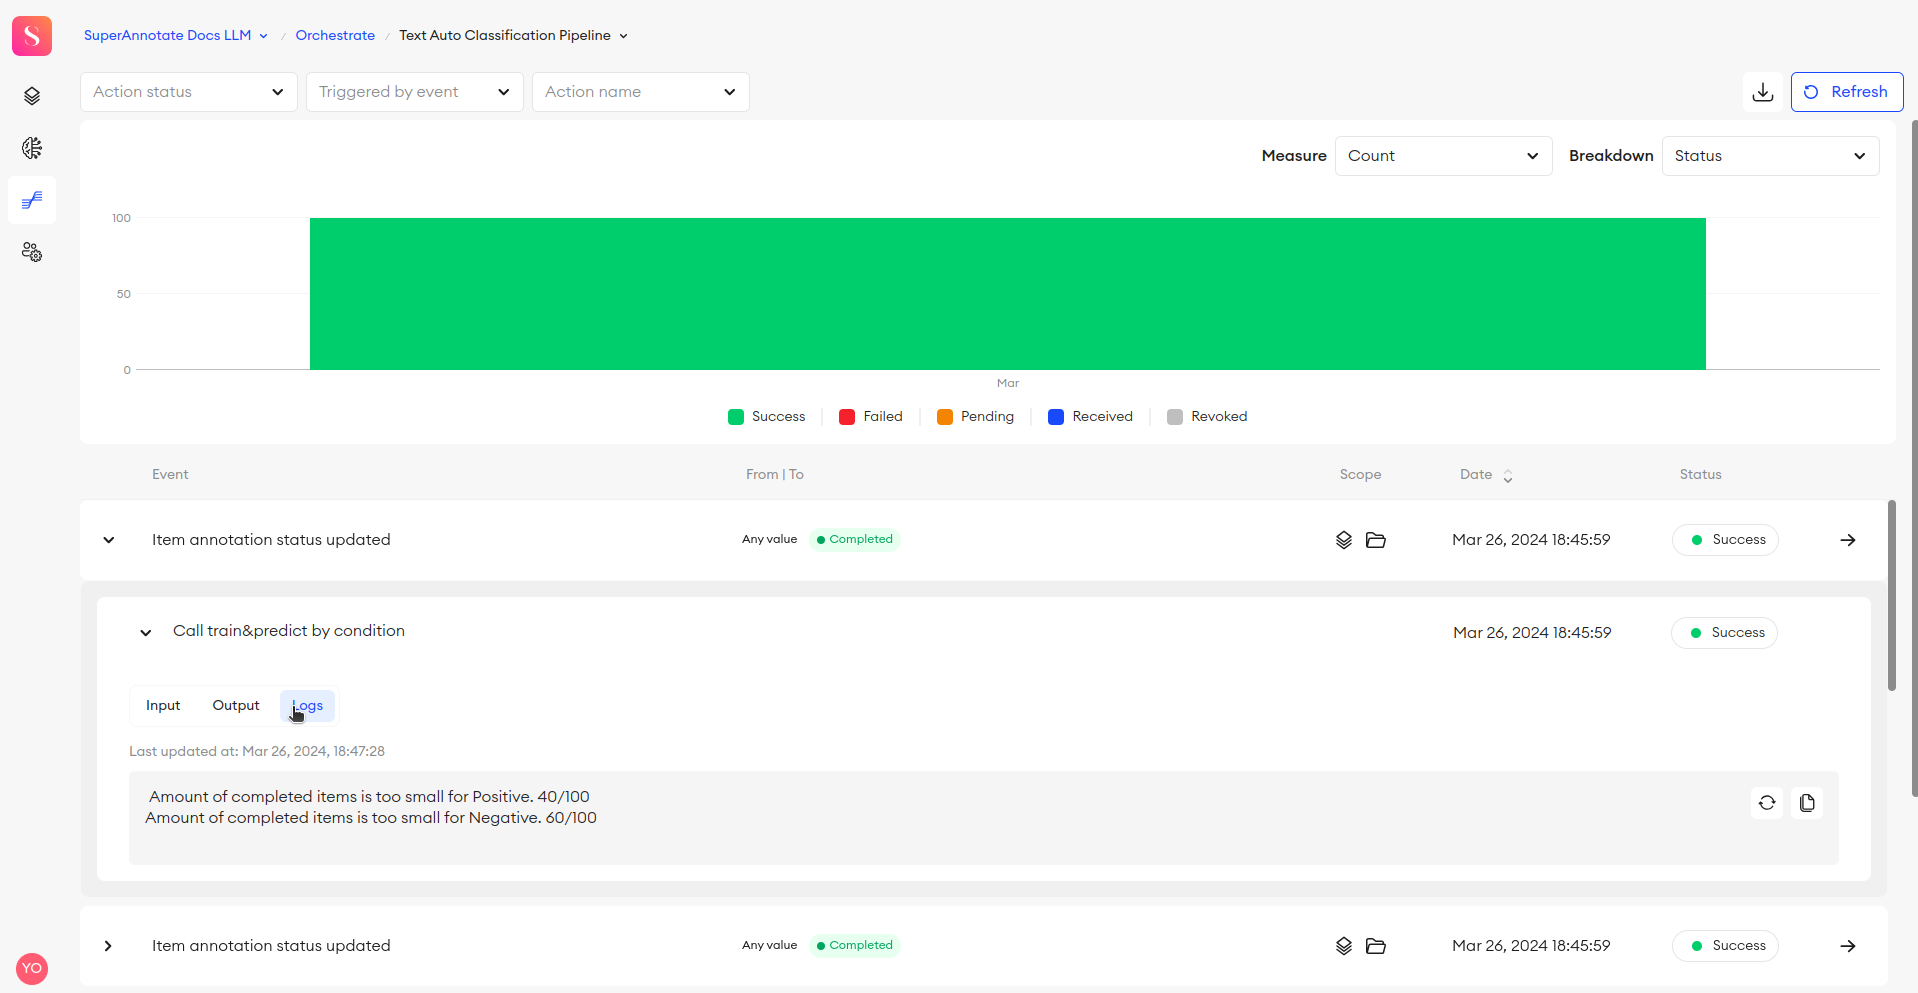 SuperAnnotate Docs LLM / Orchestrate / Text Auto Classification Pipeline
Action status Triggered by event Action name Refresh
Measure Count Breakdown Status
100
50
0
Mar
Success Failed Pending Received Revoked
Event From | To Scope Date Status
Item annotation status updated Any value Completed Mar 26, 2024 18:45:59 Success
Call train&predict by condition Mar 26, 2024 18:45:59 Success
Input Output Logs
Last updated at: Mar 26, 2024, 18:47:28
Amount of completed items is too small for Positive. 40/100
Amount of completed items is too small for Negative. 60/100
Item annotation status updated Any value Completed Mar 26, 2024 18:45:59 Success
YO